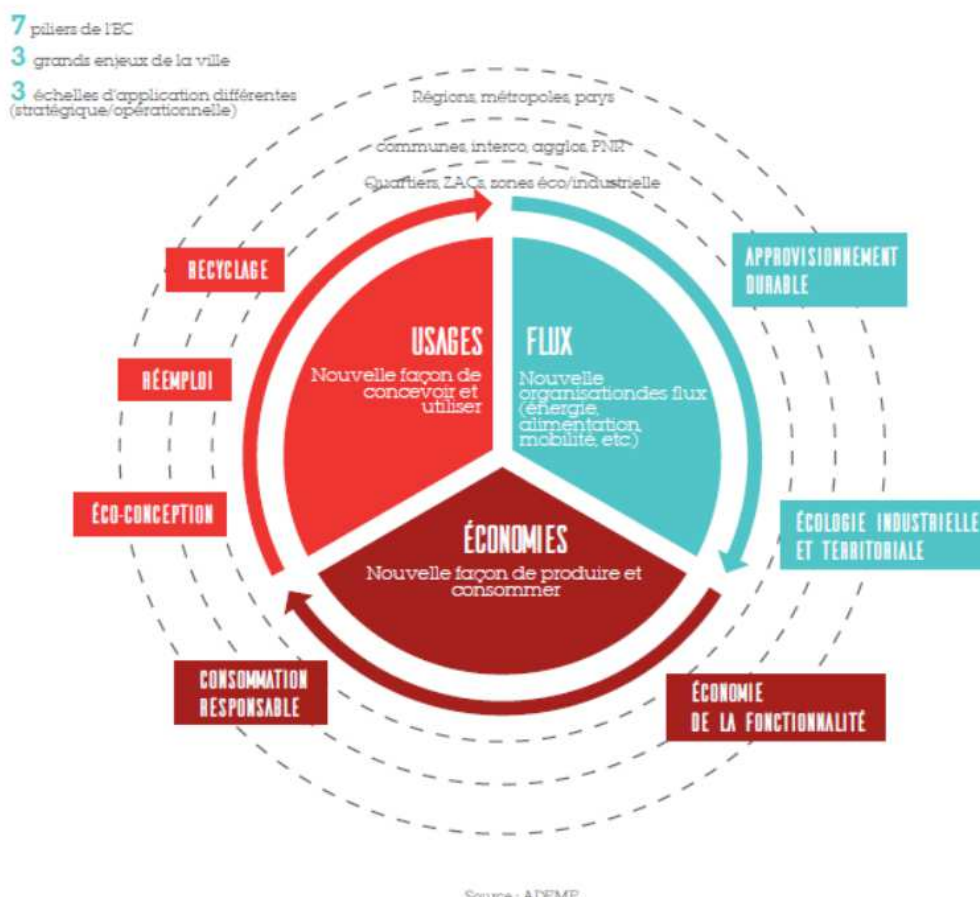 7 piliers de l'EC
3 grands enjeux de la ville
3 échelles d'application différentes
(stratégique/opérationnelle)
Régions, métropoles, pays
communes, interco, agglos, PNR
Quartiers, ZACs, zones éco/industrielle
RECYCLAGE
APPROVISIONNEMENT
DURABLE
USAGES
Nouvelle façon de
concevoir et
utiliser
FLUX
Nouvelle
organisationdes flux
(énergie,
alimentation,
mobilité, etc.)
RÉEMPLOI
ÉCO-CONCEPTION
ÉCOLOGIE INDUSTRIELLE
ET TERRITORIALE
ÉCONOMIES
Nouvelle façon de produire et
consommer
CONSOMMATION
RESPONSABLE
ÉCONOMIE
DE LA FONCTIONNALITÉ
Source : ADEME